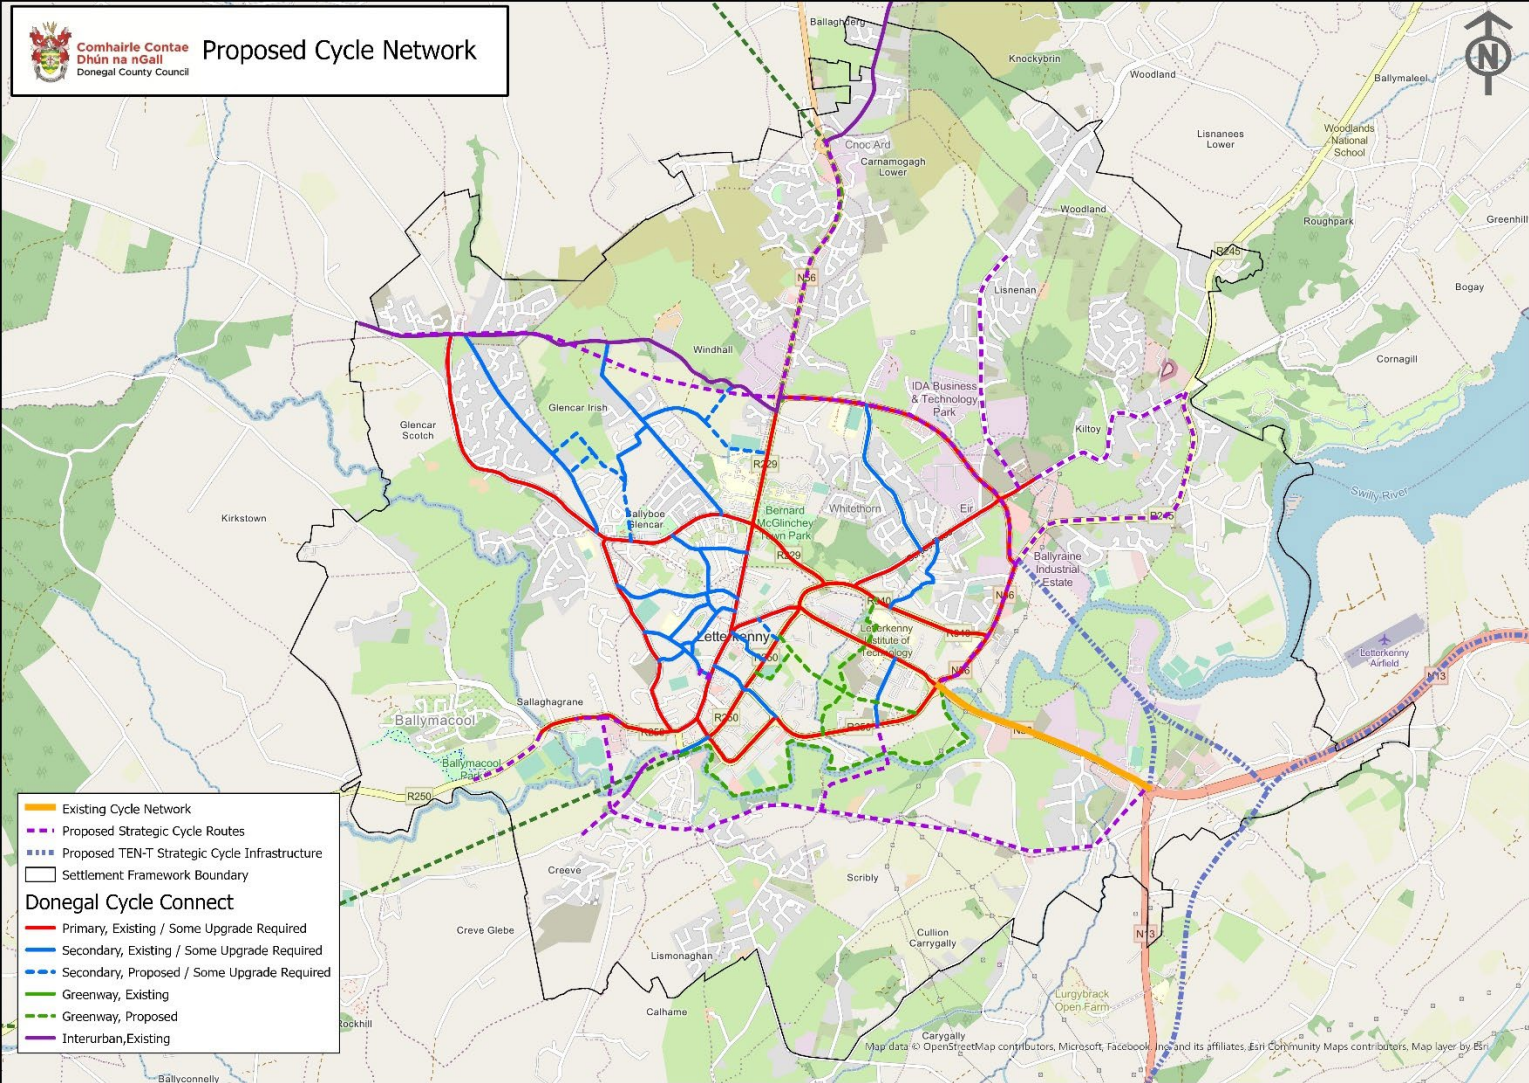 Comhairle Contae
Dhún na nGall
Donegal County Council
Proposed Cycle Network
N
Ballaghderg
Knockybrin
Woodland
Ballymaleel
Lisnanees
Lower
Woodlands
National
School
Cnoc Ard
Carnamogagh
Lower
Woodland
Roughpark
Greenhill
R245
N56
Lisnenan
Bogay
Windhall
Cornagill
IDA Business
& Technology
Park
Glencar Irish
Glencar
Scotch
Kiltoy
R229
Swilly River
Kirkstown
Bernard
McGlinchey
Town Park
Whitethorn
Eir
R245
R229
Ballyraine
Industrial
Estate
N56
R940
Letterkenny
Letterkenny
Institute of
Technology
R940
R250
N56
Letterkenny
Airfield
N13
Sallaghagrane
Ballymacool
R250
R250
R250
Ballymacool
Park
R250
Existing Cycle Network
Proposed Strategic Cycle Routes
Proposed TEN-T Strategic Cycle Infrastructure
Settlement Framework Boundary
Donegal Cycle Connect
Primary, Existing / Some Upgrade Required
Secondary, Existing / Some Upgrade Required
Secondary, Proposed / Some Upgrade Required
Greenway, Existing
Greenway, Proposed
Interurban,Existing
Creeve
Scribly
Creve Glebe
Cullion
Carrygally
N13
Lismonaghan
Lurgybrack
Open Farm
Calhame
Rockhill
Carygally
Map data © OpenStreetMap contributors, Microsoft, Facebook, Inc. and its affiliates, Esri Community Maps contributors, Map layer by Esri
Ballyconnelly